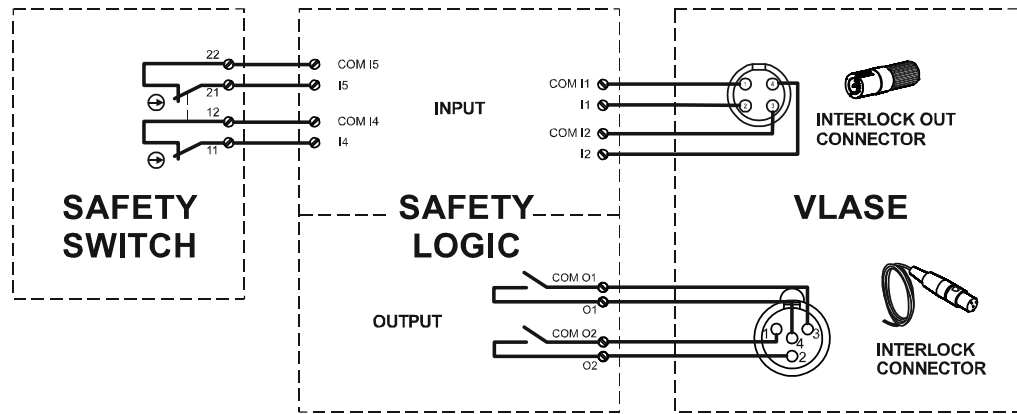 22
COM I5
21
I5
12
COM I4
11
I4
SAFETY
SWITCH
INPUT
COM I1
I1
COM I2
I2
SAFETY
LOGIC
OUTPUT
COM O1
O1
COM O2
O2
1
4
2
3
INTERLOCK OUT
CONNECTOR
VLASE
1
3
4
2
INTERLOCK
CONNECTOR